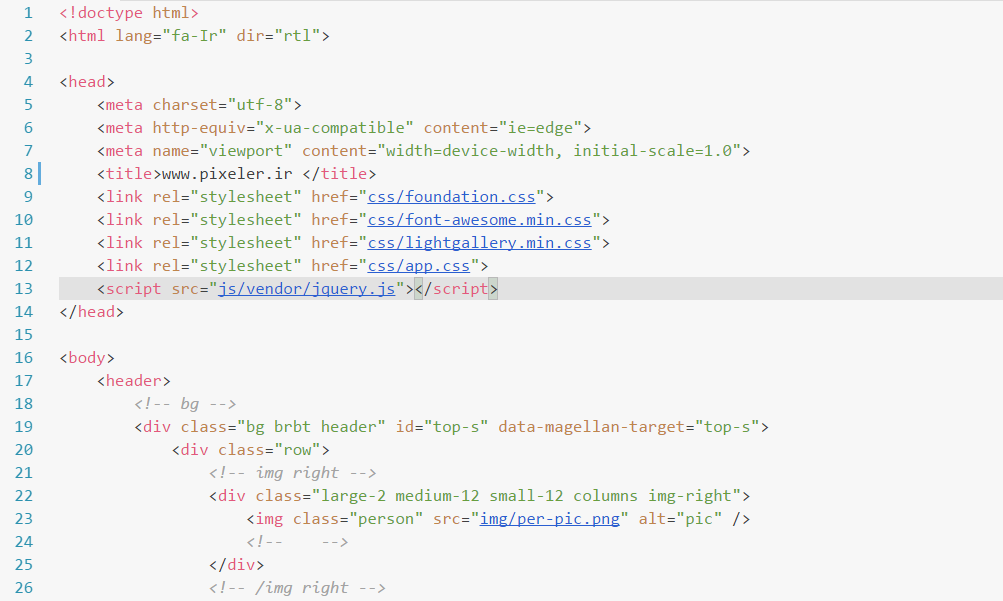 1 <!doctype html>
2 <html lang="fa-Ir" dir="rtl">
3
4 <head>
5     <meta charset="utf-8">
6     <meta http-equiv="x-ua-compatible" content="ie=edge">
7     <meta name="viewport" content="width=device-width, initial-scale=1.0">
8     <title>www.pixeler.ir </title>
9     <link rel="stylesheet" href="css/foundation.css">
10     <link rel="stylesheet" href="css/font-awesome.min.css">
11     <link rel="stylesheet" href="css/lightgallery.min.css">
12     <link rel="stylesheet" href="css/app.css">
13     <script src="js/vendor/jquery.js"></script>
14 </head>
15
16 <body>
17     <header>
18         <!-- bg -->
19         <div class="bg brbt header" id="top-s" data-magellan-target="top-s">
20             <div class="row">
21                 <!-- img right -->
22                 <div class="large-2 medium-12 small-12 columns img-right">
23                     <img class="person" src="img/per-pic.png" alt="pic" />
24                     <!--    -->
25                 </div>
26                 <!-- /img right -->